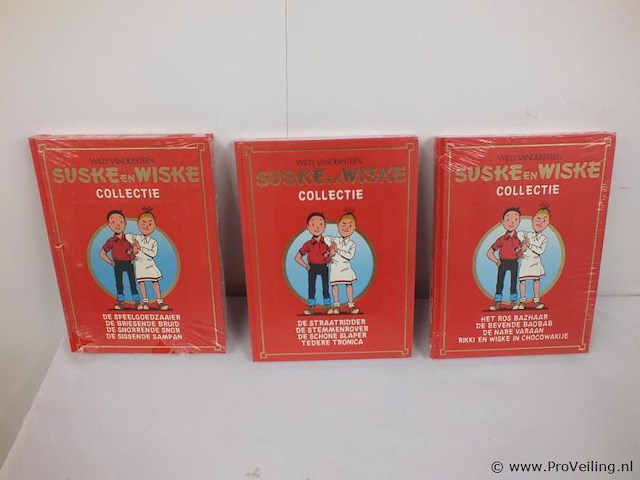 WILLY VANDERSTEEN
SUSKE EN WISKE
COLLECTIE
DE SPEELGOEDZAAIER
DE BRIESENDE BRUID
DE SNORRENDE SNOR
DE SISSENDE SAMPAN
WILLY VANDERSTEEN
SUSKE EN WISKE
COLLECTIE
DE STRAATRIDDER
DE STEMMENROVER
DE SCHONE SLAPER
TEDERE TRONICA
WILLY VANDERSTEEN
SUSKE EN WISKE
COLLECTIE
HET ROS BAZHAAR
DE BEVENDE BAOBAB
DE NARE VARAAN
RIKKI EN WISKE IN CHOCOWAKIJE
© www.ProVeiling.nl